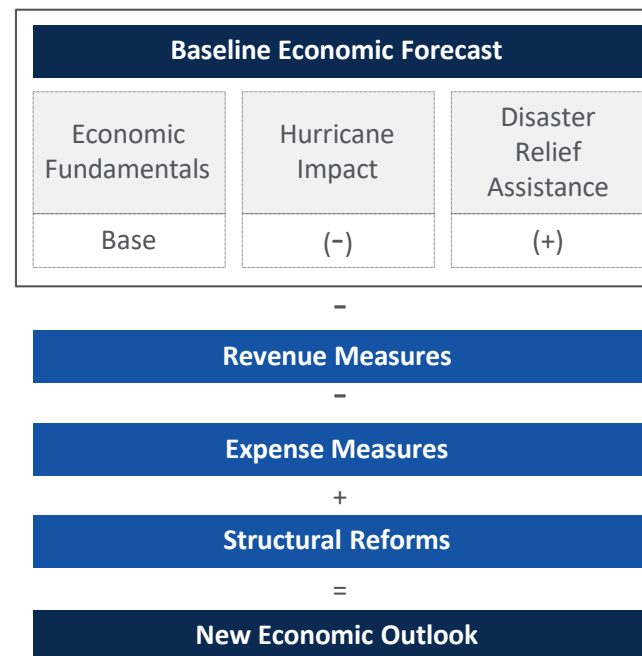 Baseline Economic Forecast
Economic
Fundamentals
Hurricane
Impact
Disaster
Relief
Assistance
Base
(-)
(+)
-
Revenue Measures
-
Expense Measures
+
Structural Reforms
=
New Economic Outlook